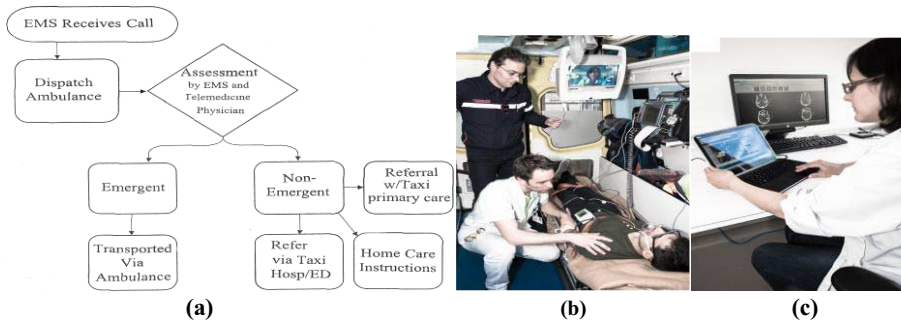 EMS Receives Call
Dispatch
Ambulance
Assessment
by EMS and
Telemedicine
Physician
Emergent
Non-
Emergent
Referral
w/Taxi
primary care
Transported
Via
Ambulance
Refer
via Taxi
Hosp/ED
Home Care
Instructions
(a)
(b)
(c)